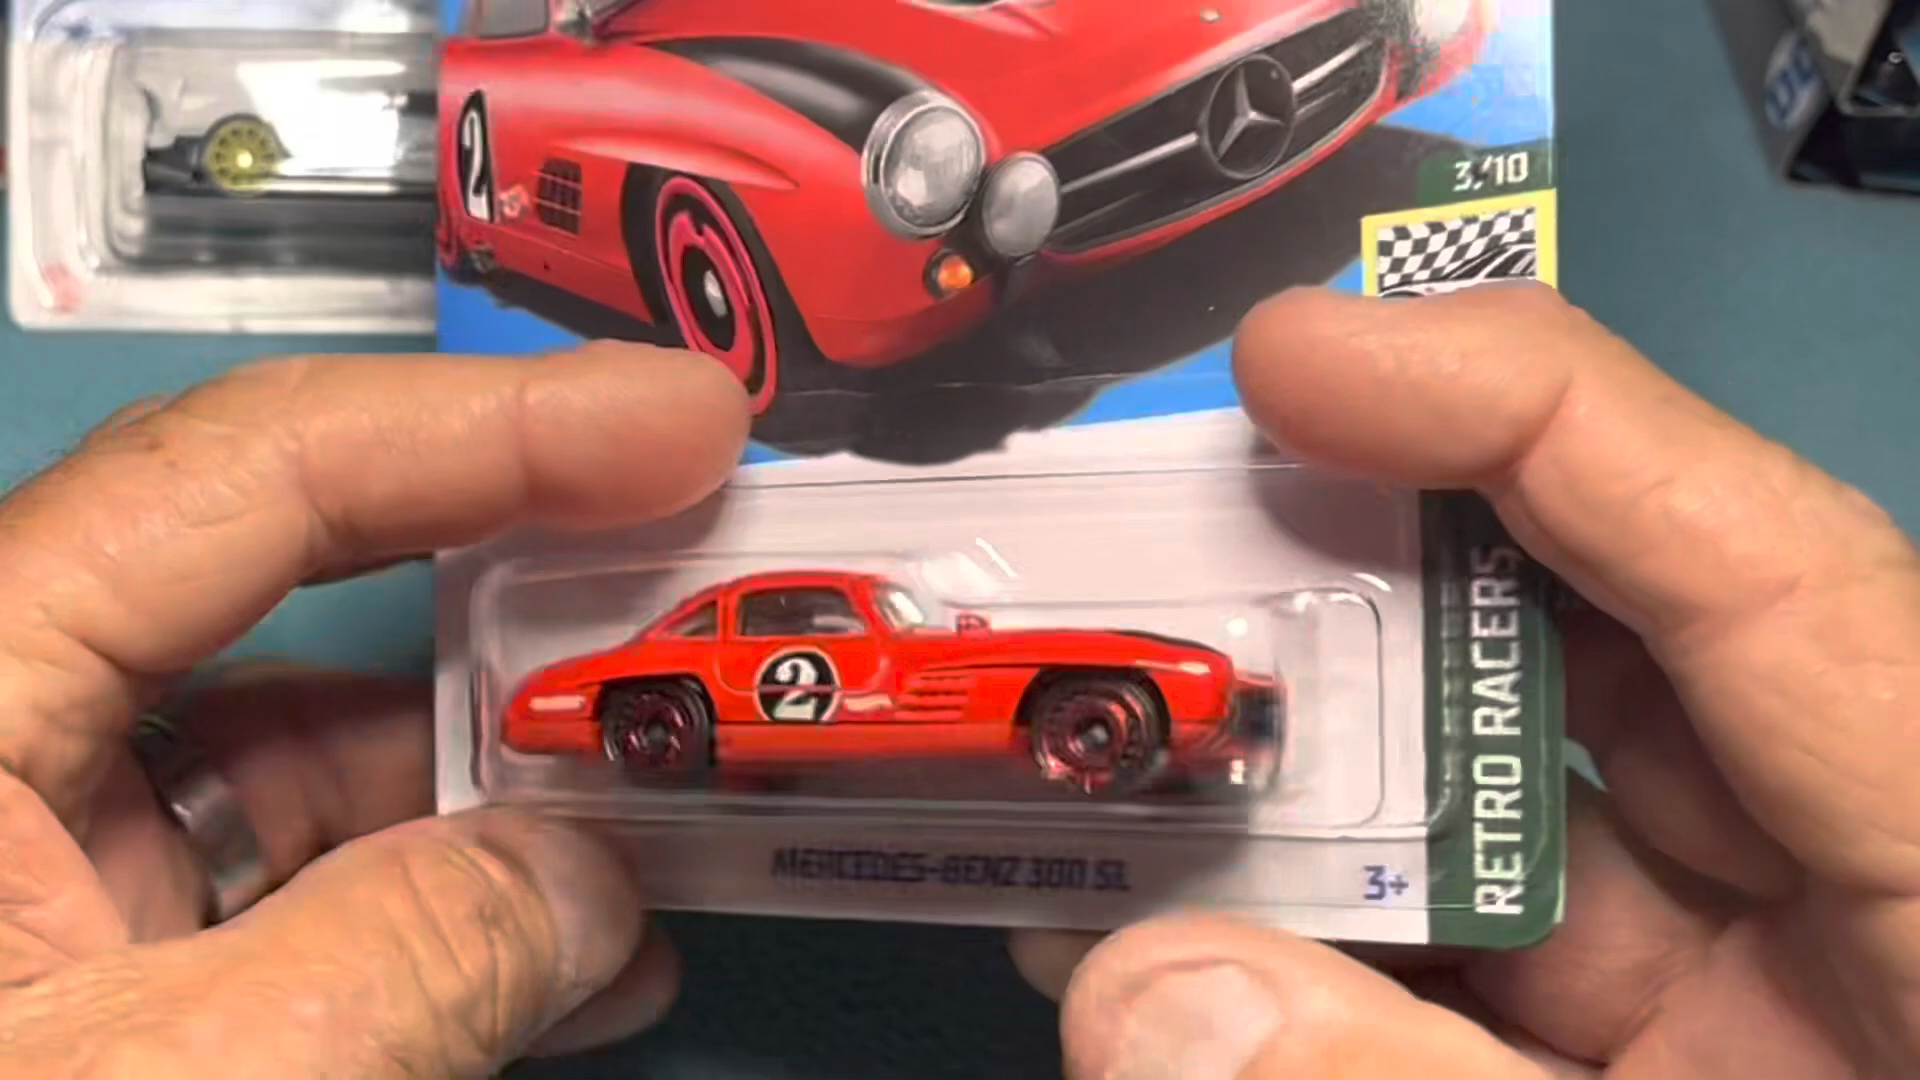 2
3/10
2
MERCEDES-BENZ 300 SL
3+
RETRO RACERS